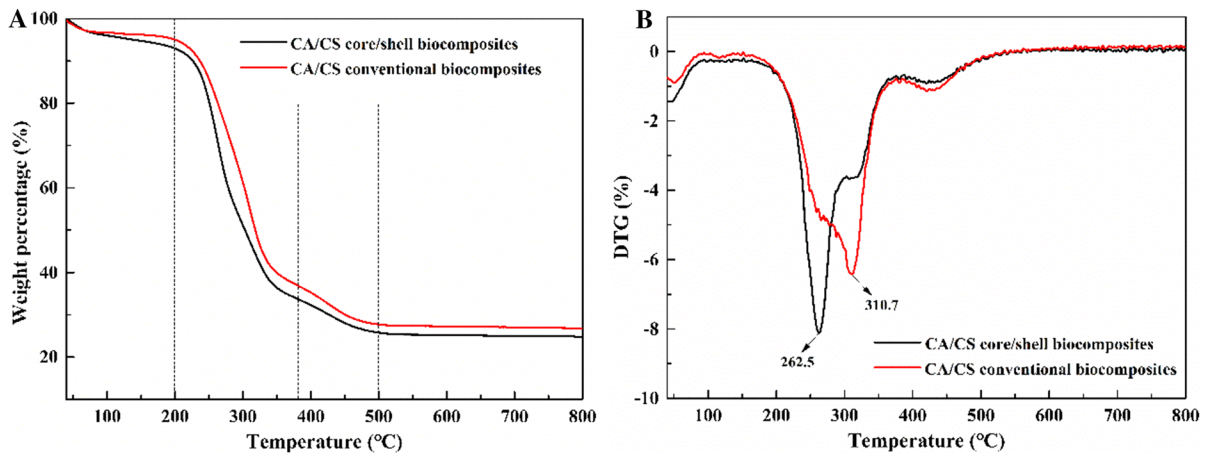 A
100
80
60
40
20
Weight percentage (%)
CA/CS core/shell biocomposites
CA/CS conventional biocomposites
100 200 300 400 500 600 700 800
Temperature (℃)
B
0
-2
-4
-6
-8
-10
DTG (%)
310.7
262.5
CA/CS core/shell biocomposites
CA/CS conventional biocomposites
100 200 300 400 500 600 700 800
Temperature (℃)